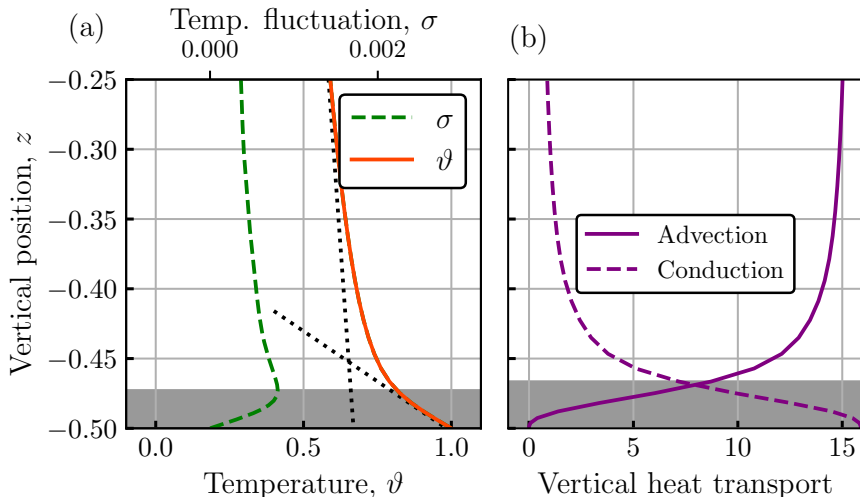 (a)
Temp. fluctuation, σ
0.000 0.002
−0.25
−0.30
−0.35
−0.40
−0.45
−0.50
Vertical position, z
σ
ϑ
0.0 0.5 1.0
Temperature, ϑ
(b)
Advection
Conduction
0 5 10 15
Vertical heat transport